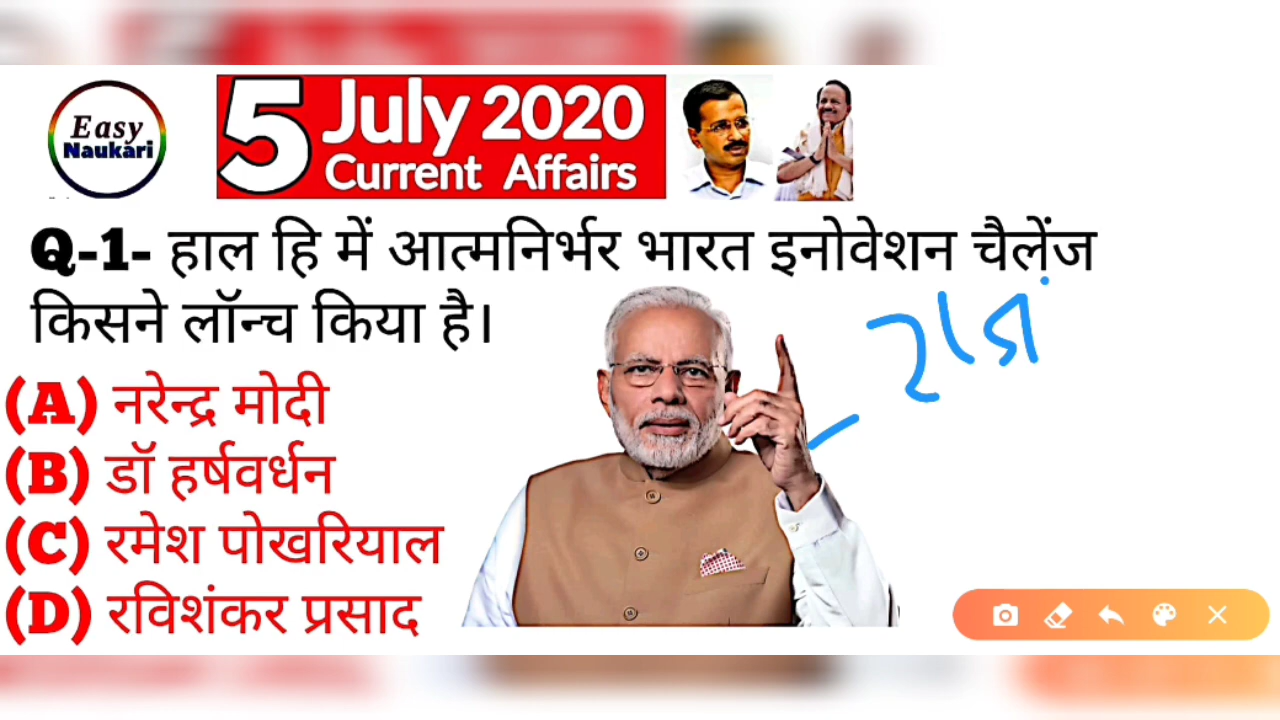 Easy
Naukari
5 July 2020
Current Affairs
Q-1- हाल हि में आत्मनिर्भर भारत इनोवेशन चैलेंज
किसने लॉन्च किया है।
(A) नरेन्द्र मोदी
(B) डॉ हर्षवर्धन
(C) रमेश पोखरियाल
(D) रविशंकर प्रसाद